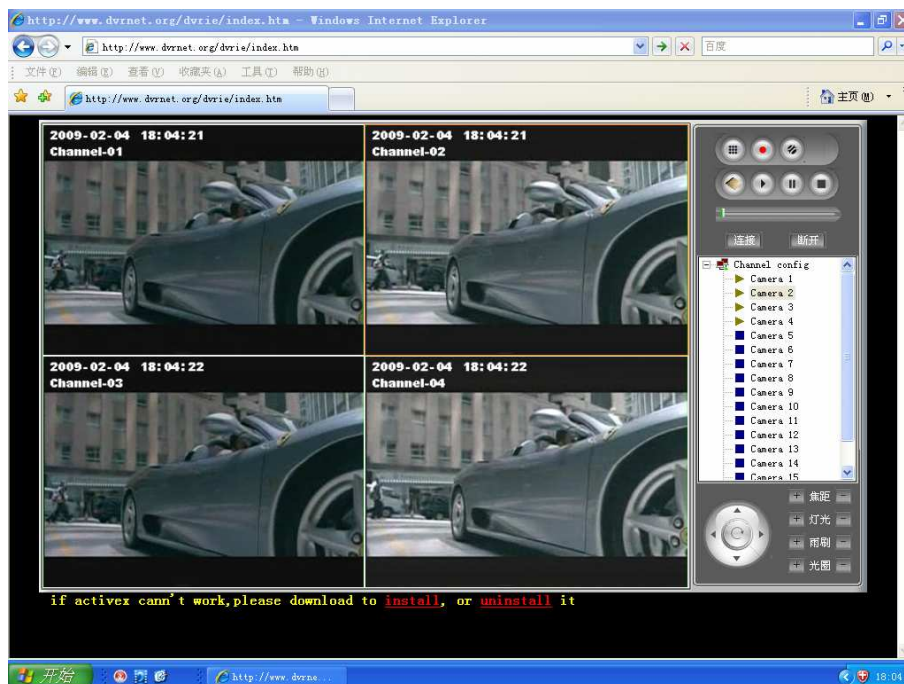 http://www.dvrnet.org/dvrie/index.htm - Windows Internet Explorer
http://www.dvrnet.org/dvrie/index.htm
百度
文件(F) 编辑(E) 查看(V) 收藏夹(A) 工具(T) 帮助(H)
http://www.dvrnet.org/dvrie/index.htm
主页(M)
2009-02-04 18:04:21
Channel-01
2009-02-04 18:04:21
Channel-02
2009-02-04 18:04:22
Channel-03
2009-02-04 18:04:22
Channel-04
连接 断开
Channel config
Camera 1
Camera 2
Camera 3
Camera 4
Camera 5
Camera 6
Camera 7
Camera 8
Camera 9
Camera 10
Camera 11
Camera 12
Camera 13
Camera 14
Camera 15
+ 焦距 -
+ 灯光 -
+ 雨刷 -
+ 光圈 -
if activex cann't work,please download to install, or uninstall it
开始
http://www.dvrne...
18:04